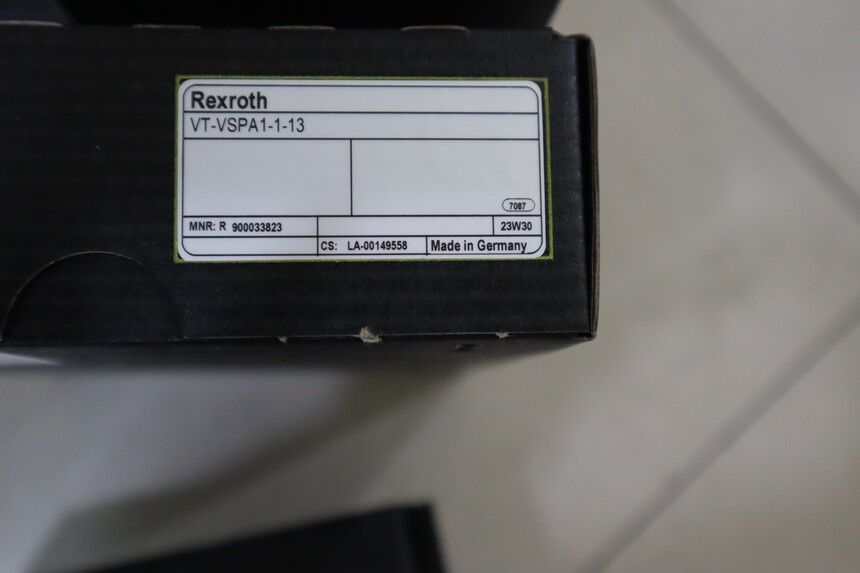 Rexroth
VT-VSPA1-1-13
7087
MNR: R 900033823
23W30
CS: LA-00149558
Made in Germany